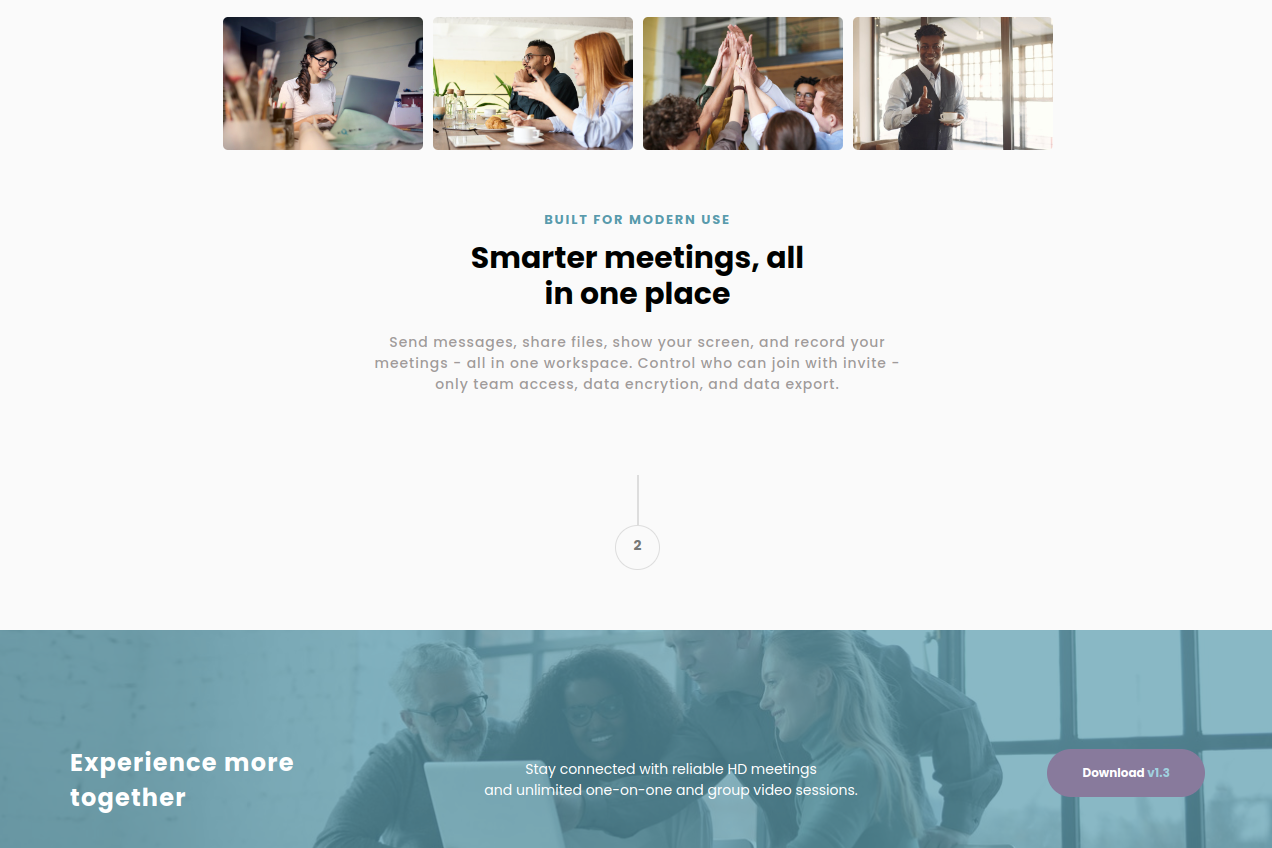 BUILT FOR MODERN USE
Smarter meetings, all
in one place
Send messages, share files, show your screen, and record your
meetings - all in one workspace. Control who can join with invite -
only team access, data encrytion, and data export.
2
Experience more
together
Stay connected with reliable HD meetings
and unlimited one-on-one and group video sessions.
Download v1.3